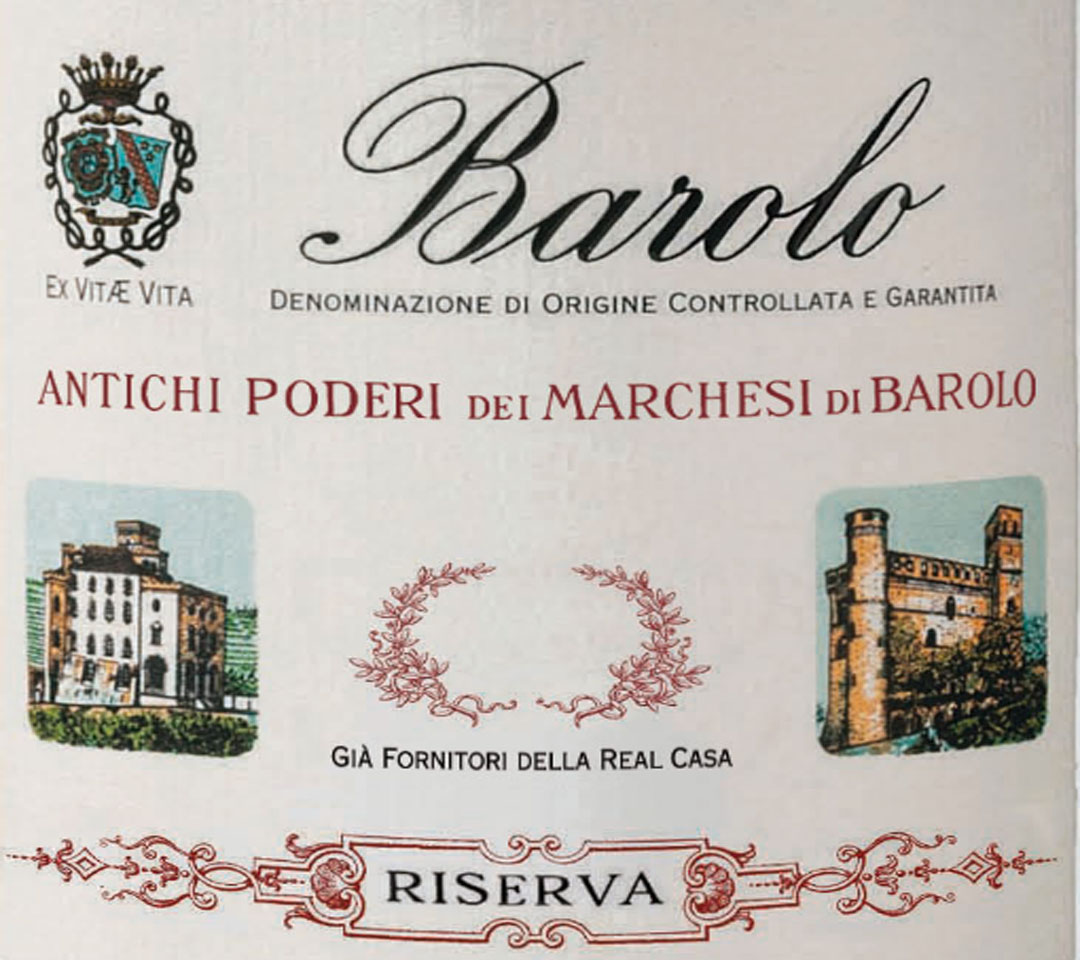 Barolo
EX VITÆ VITA
DENOMINAZIONE DI ORIGINE CONTROLLATA E GARANTITA
ANTICHI PODERI DEI MARCHESI DI BAROLO
GIÀ FORNITORI DELLA REAL CASA
RISERVA